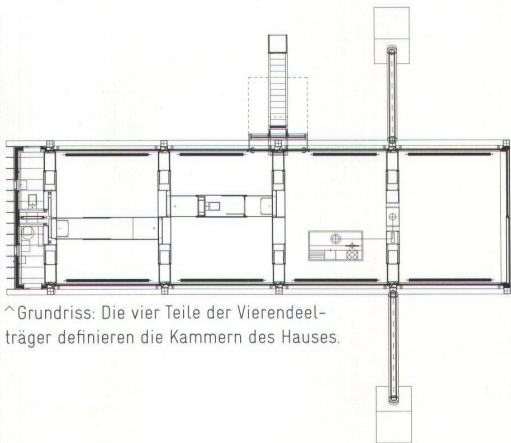 ^Grundriss: Die vier Teile der Vierendeel-
träger definieren die Kammern des Hauses.